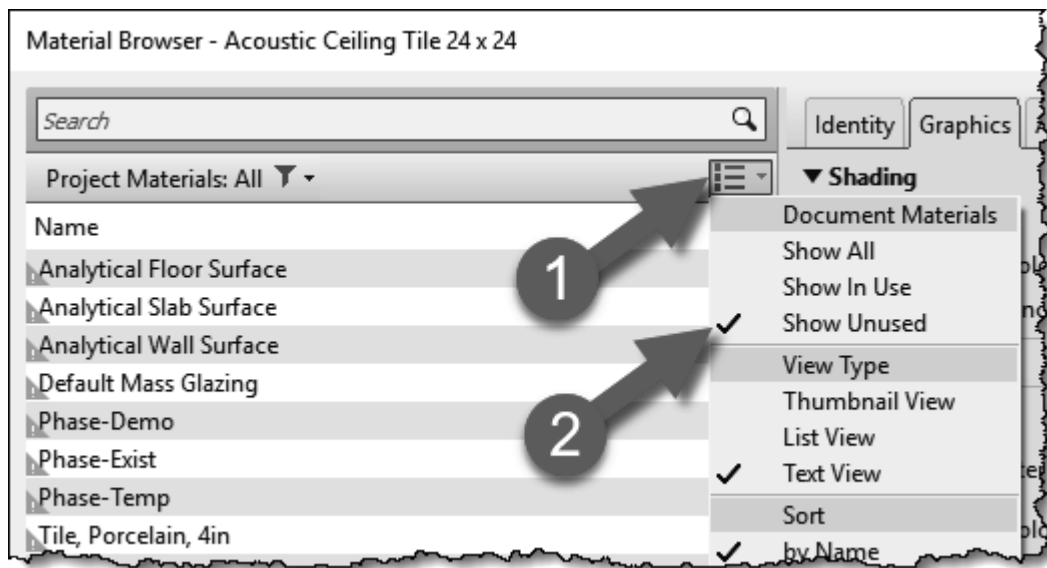 Material Browser - Acoustic Ceiling Tile 24 x 24
Search
Identity
Graphics
Project Materials: All
Shading
Name
Analytical Floor Surface
Analytical Slab Surface
Analytical Wall Surface
Default Mass Glazing
Phase-Demo
Phase-Exist
Phase-Temp
Tile, Porcelain, 4in
1
2
Document Materials
Show All
Show In Use
Show Unused
View Type
Thumbnail View
List View
Text View
Sort
by Name